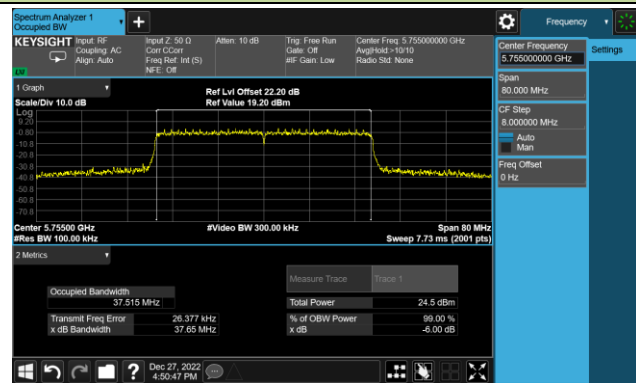 Spectrum Analyzer 1
Occupied BW
Frequency
KEYSIGHT
Input: RF
Coupling: AC
Align: Auto
Input Z: 50 Ω
Corr CCorr
Freq Ref: Int (S)
NFE: Off
Atten: 10 dB
Trig: Free Run
Gate: Off
#IF Gain: Low
Center Freq: 5.755000000 GHz
Avg|Hold:>10/10
Radio Std: None
Center Frequency
5.755000000 GHz
Settings
Span
80.000 MHz
CF Step
8.000000 MHz
Auto
Man
Freq Offset
0 Hz
1 Graph
Scale/Div 10.0 dB
Ref Lvl Offset 22.20 dB
Ref Value 19.20 dBm
Log
9.20
-0.80
-10.8
-20.8
-30.8
-40.8
-50.8
-60.8
-70.8
Center 5.75500 GHz
#Res BW 100.00 kHz
#Video BW 300.00 kHz
Span 80 MHz
Sweep 7.73 ms (2001 pts)
2 Metrics
Measure Trace
Trace 1
Occupied Bandwidth
37.515 MHz
Total Power
24.5 dBm
Transmit Freq Error
26.377 kHz
% of OBW Power
99.00 %
x dB Bandwidth
37.65 MHz
x dB
-6.00 dB
Dec 27, 2022
4:50:47 PM